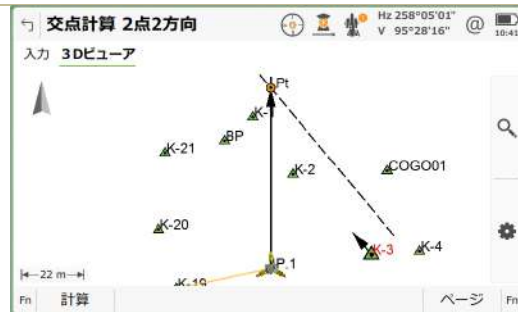 交点計算 2点2方向
Hz 258°05'01"
V 95°28'16"
@
10:41
入力 3Dビューア
Pt
K-
BP
K-21
K-2
COGO01
K-20
K-3
K-4
P.1
22 m
K-19
Fn 計算 ページ Fn